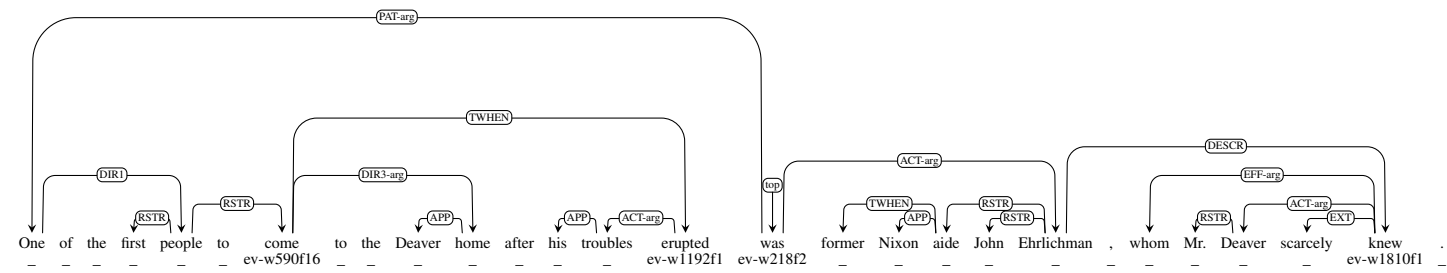 PAT-arg
TWHEN
DESCR
ACT-arg
DIR1 DIR3-arg top EFF-arg
RSTR TWHEN RSTR ACT-arg
RSTR APP APP ACT-arg APP RSTR RSTR EXT
One of the first people to come to the Deaver home after his troubles erupted was former Nixon aide John Ehrlichman , whom Mr. Deaver scarcely knew .
_ _ _ _ _ _ ev-w590f16 _ _ _ _ _ _ _ ev-w1192f1 ev-w218f2 _ _ _ _ _ _ _ _ _ _ ev-w1810f1 _